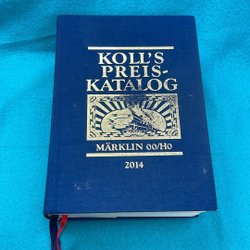 KOLL'S
PREIS-
KATALOG
MÄRKLIN 00/H0
2014